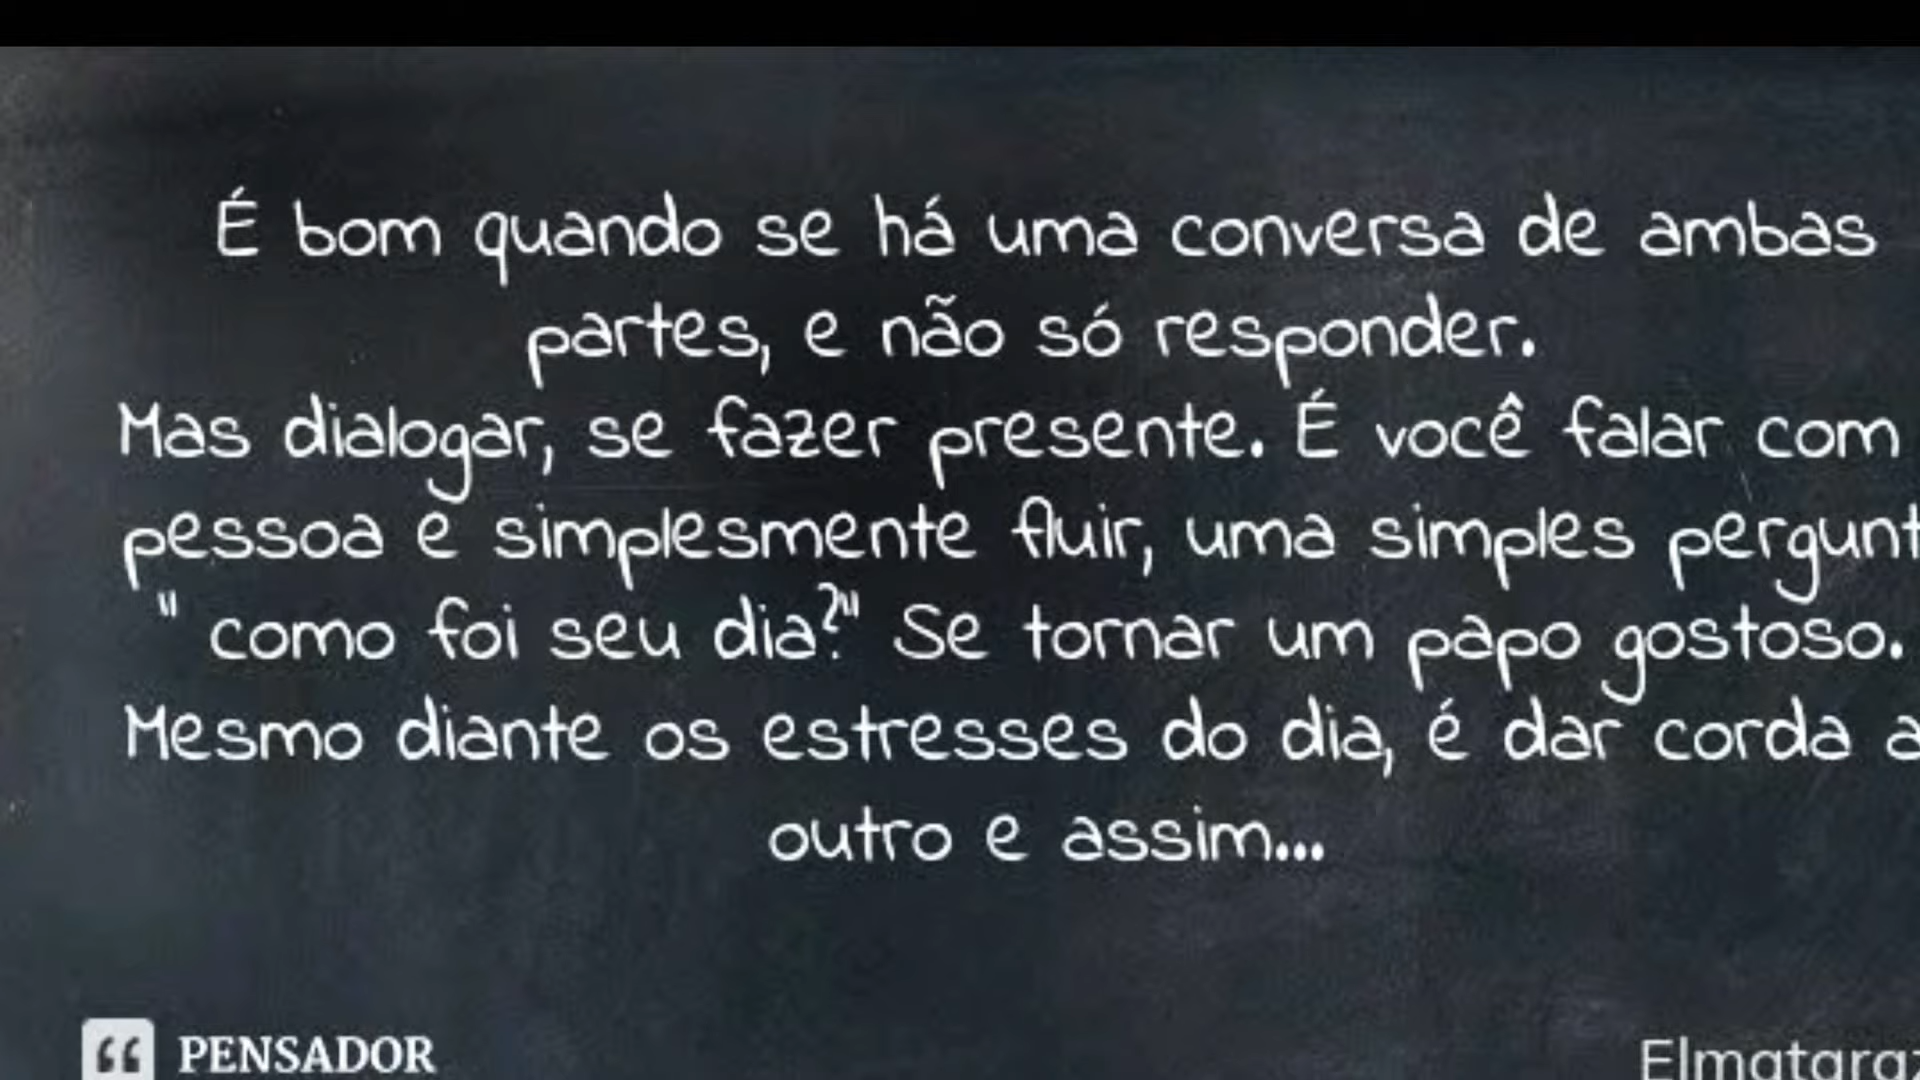 É bom quando se há uma conversa de ambas
partes, e não só responder.
Mas dialogar, se fazer presente. É você falar com
pessoa e simplesmente fluir, uma simples
" como foi seu dia?" Se tornar um papo gostoso.
Mesmo diante os estresses do dia, é dar corda
outro e assim...
PENSADOR